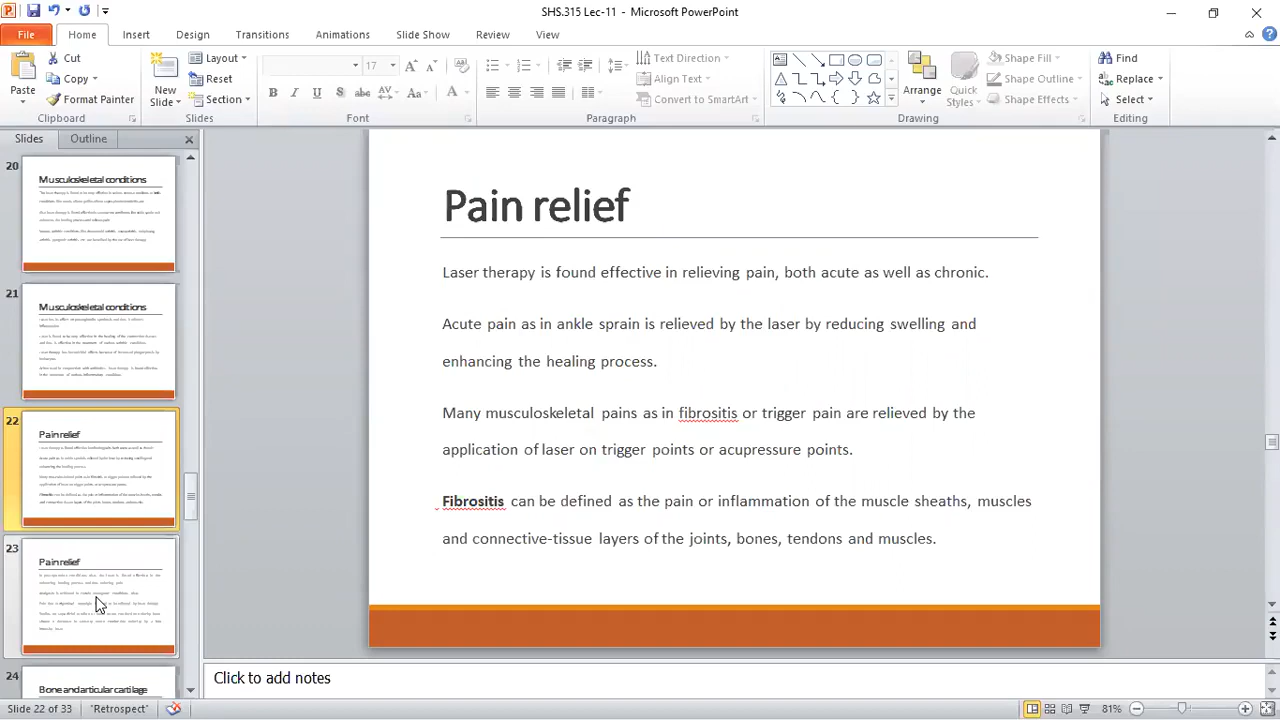 SHS.315 Lec-11 - Microsoft PowerPoint
File Home Insert Design Transitions Animations Slide Show Review View
Cut
Copy
Format Painter
Paste
Clipboard
New Slide
Layout
Reset
Section
Slides
17
Font
Paragraph
Text Direction
Align Text
Convert to SmartArt
Arrange
Quick Styles
Shape Fill
Shape Outline
Shape Effects
Drawing
Find
Replace
Select
Editing
Slides Outline
20
Musculoskeletal conditions
21
Musculoskeletal conditions
22
Pain relief
23
Pain relief
24
Bone and articular cartilage
Pain relief
Laser therapy is found effective in relieving pain, both acute as well as chronic.
Acute pain as in ankle sprain is relieved by
and
enhancing the healing process.
Many musculoskeletal pains as in fibrositis or trigger pain are relieved by the
application of laser on trigger points or acupressure points.
Fibrositis can be defined as the pain or inflammation of the muscle sheaths, muscles
and connective-tissue layers of the joints, bones, tendons and muscles.
Click to add notes
Slide 22 of 33 "Retrospect" 81%